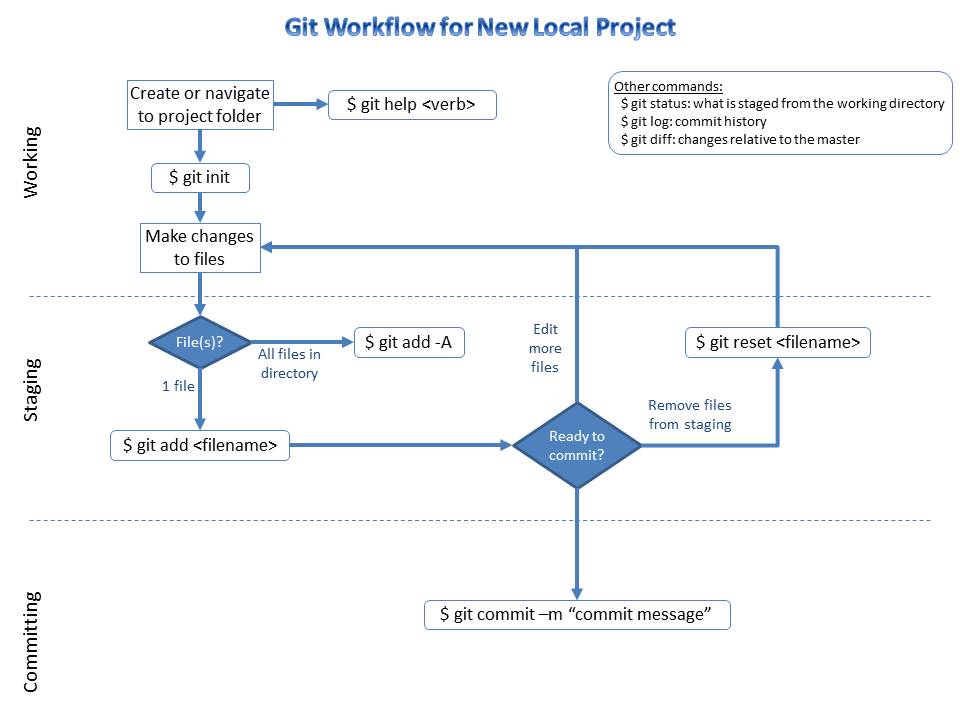 Git Workflow for New Local Project
Working
Create or navigate
to project folder
$ git help <verb>
Other commands:
$ git status: what is staged from the working directory
$ git log: commit history
$ git diff: changes relative to the master
$ git init
Make changes
to files
Staging
File(s)?
All files in
directory
$ git add -A
1 file
$ git add <filename>
Edit
more
files
Ready to
commit?
Remove files
from staging
$ git reset <filename>
Committing
$ git commit –m “commit message”